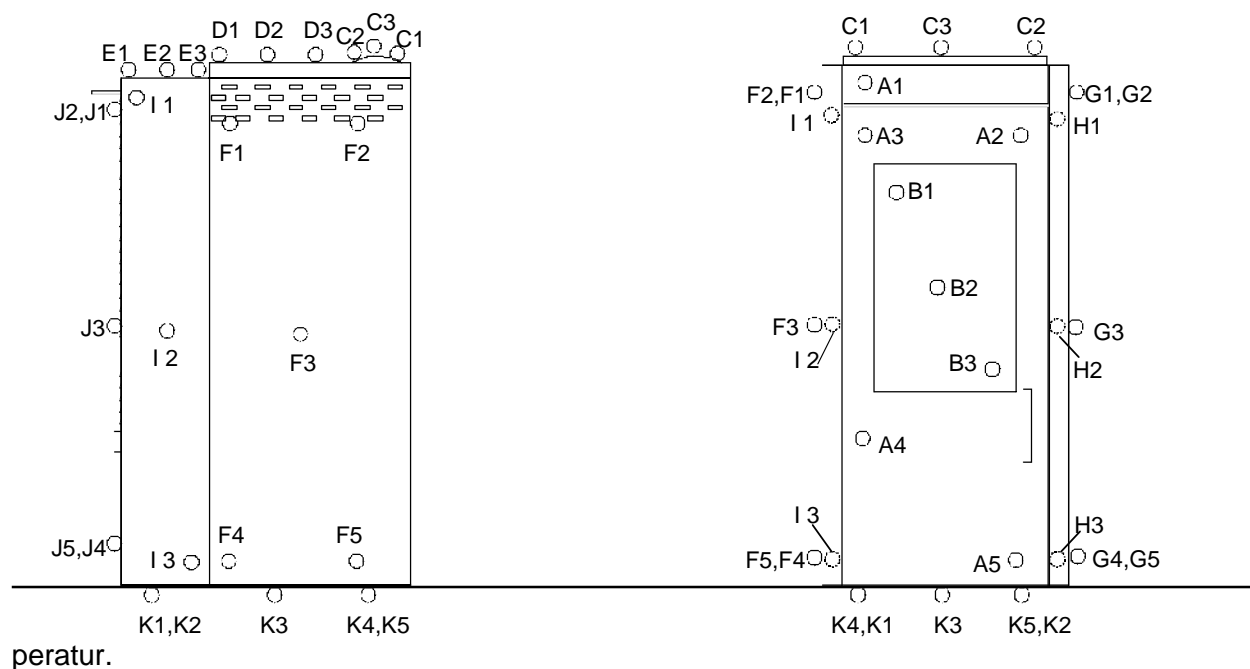 D1 D2 D3 C2 C3 C1
E1 E2 E3
J2,J1 I 1
F1 F2
J3
I 2 F3
F4 F5
J5,J4 I 3
K1,K2 K3 K4,K5
C1 C3 C2
F2,F1 A1 G1,G2
I 1 H1
A3 A2
B1
B2
F3 G3
I 2 B3 H2
A4
I 3 H3
F5,F4 A5 G4,G5
K4,K1 K3 K5,K2
peratur.